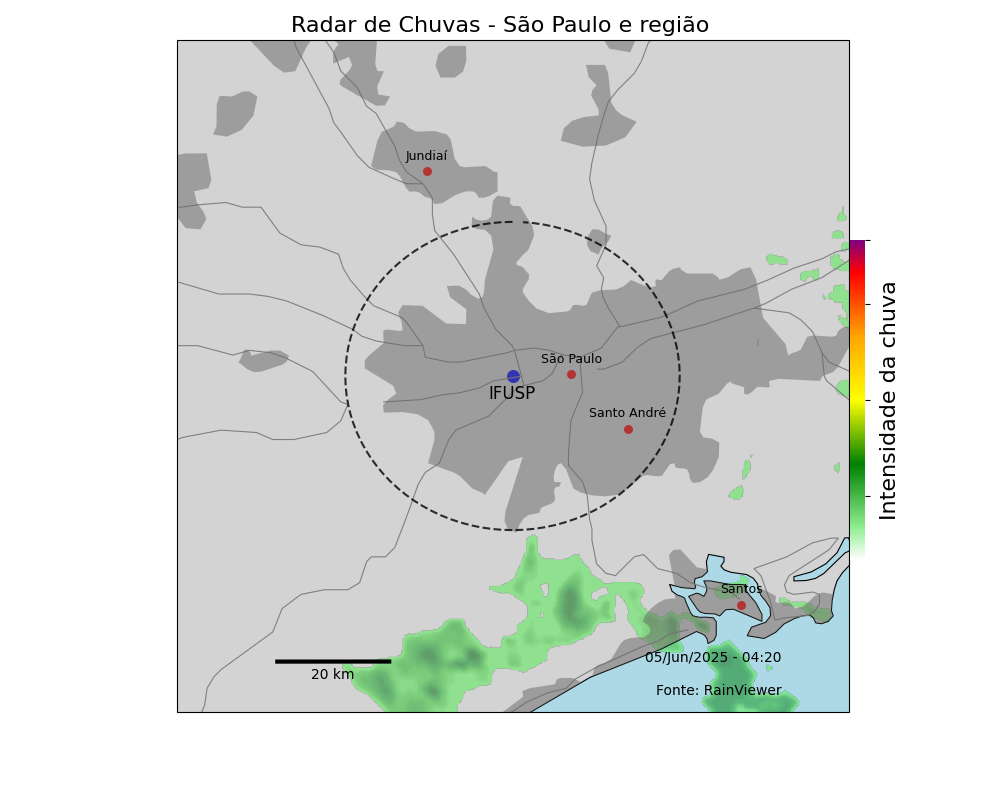 Radar de Chuvas - São Paulo e região
Jundiaí
São Paulo
IFUSP
Santo André
Intensidade da chuva
Santos
05/Jun/2025 - 04:20
20 km
Fonte: RainViewer